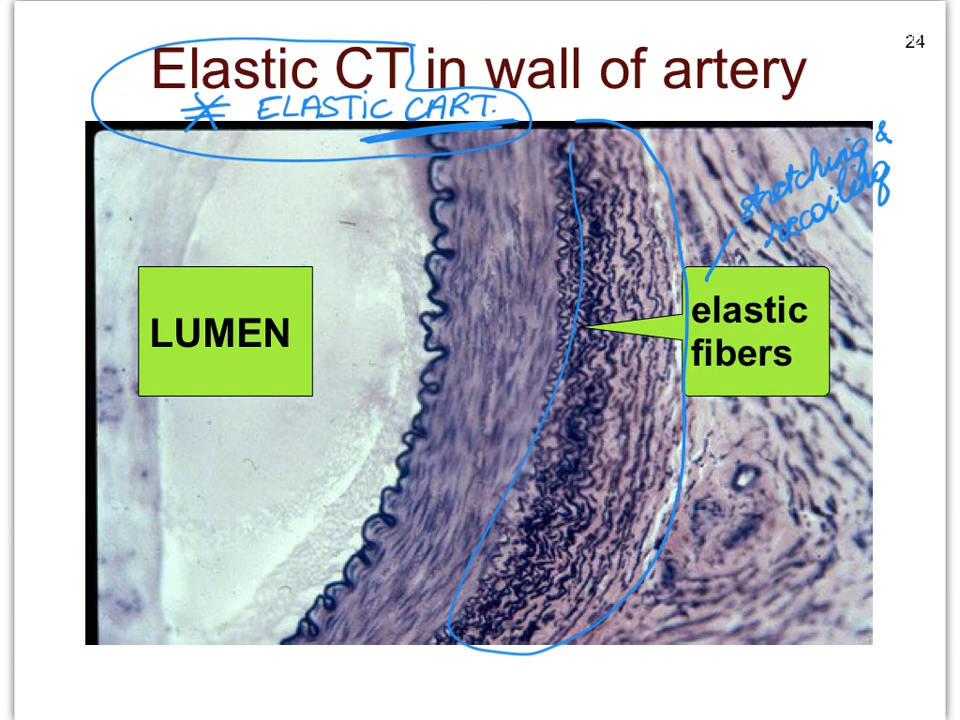 24
Elastic CT in wall of artery
* ELASTIC CART.
stretching &
recoiling
LUMEN
elastic
fibers